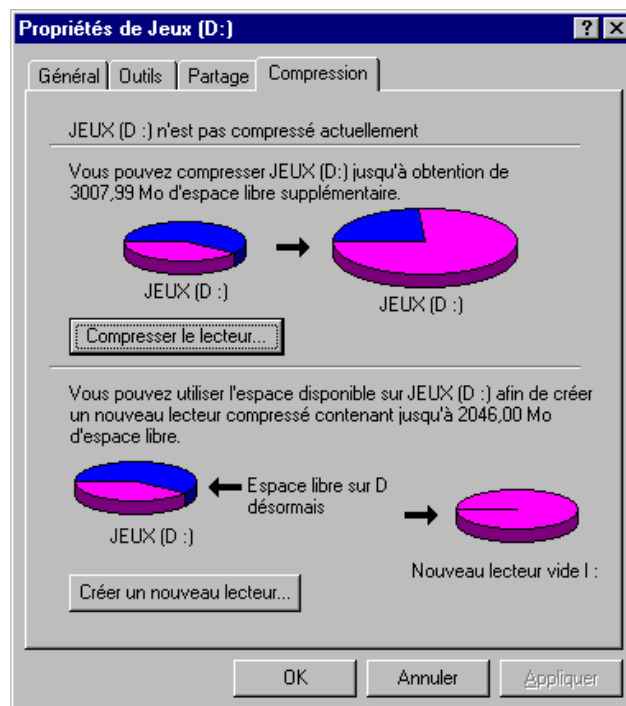 Propriétés de Jeux (D:)
Général
Outils
Partage
Compression
JEUX (D :) n'est pas compressé actuellement
Vous pouvez compresser JEUX (D:) jusqu'à obtention de
3007,99 Mo d'espace libre supplémentaire.
JEUX (D :)
JEUX (D :)
Compresser le lecteur...
Vous pouvez utiliser l'espace disponible sur JEUX (D :) afin de créer
un nouveau lecteur compressé contenant jusqu'à 2046,00 Mo
d'espace libre.
Espace libre sur D
désormais
JEUX (D :)
Nouveau lecteur vide I :
Créer un nouveau lecteur...
OK
Annuler
Appliquer